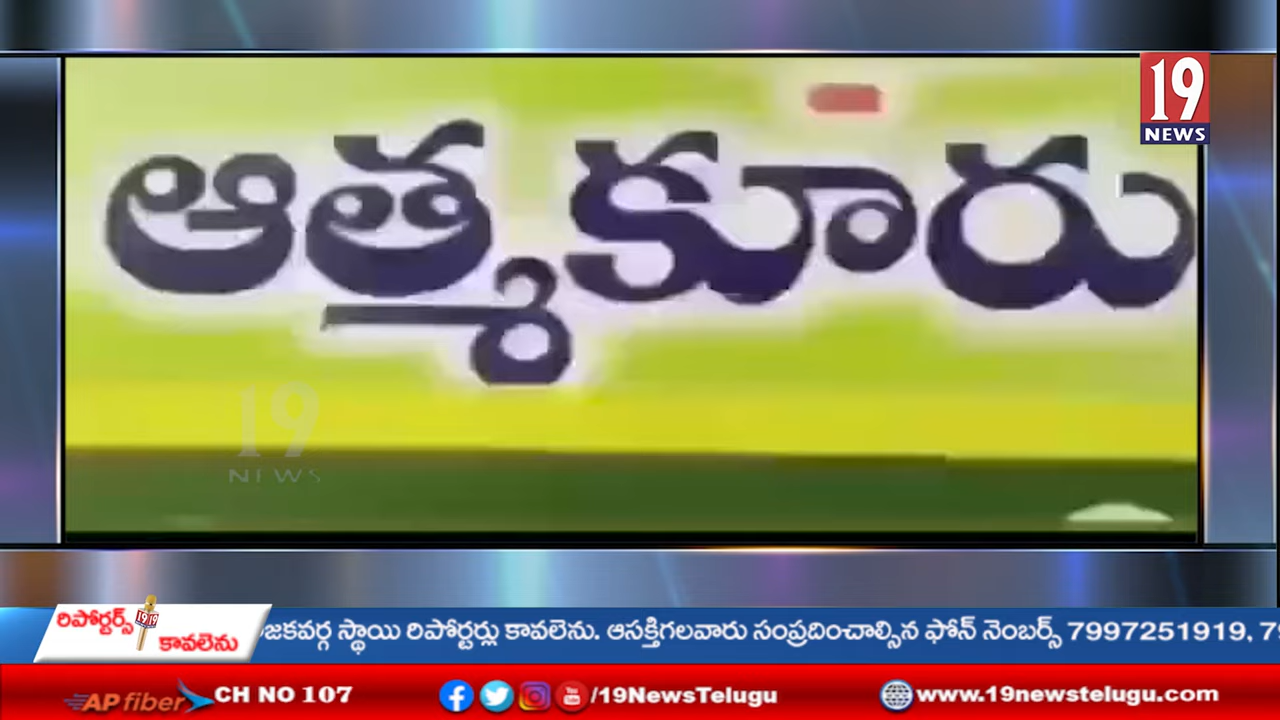 19
NEWS
ఆత్మకూరు
19
NEWS
రిపోర్టర్స్
కావలెను
జకవర్గ స్థాయి రిపోర్టర్లు కావలెను. ఆసక్తిగలవారు సంప్రదించాల్సిన ఫోన్ నెంబర్స్ 7997251919,
AP fiber CH NO 107 /19NewsTelugu www.19newstelugu.com